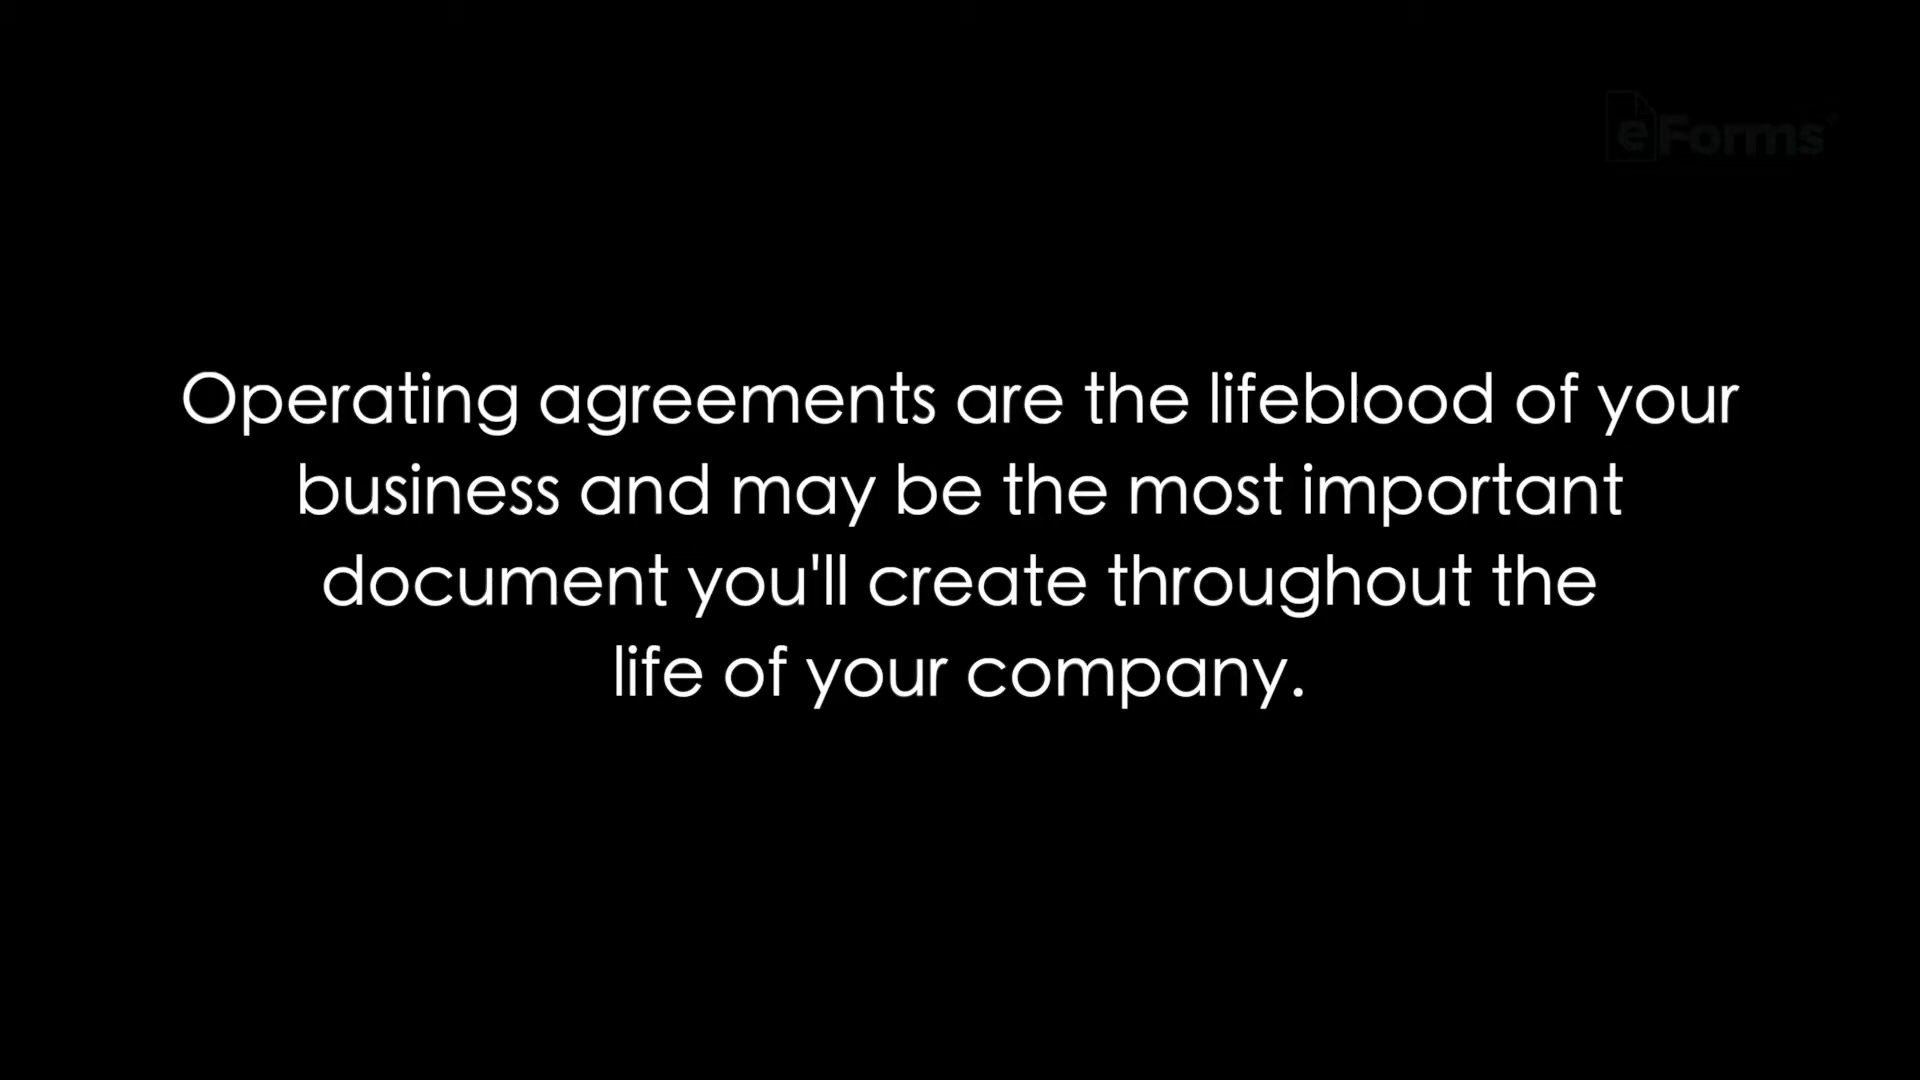 eForms
Operating agreements are the lifeblood of your
business and may be the most important
document you'll create throughout the
life of your company.